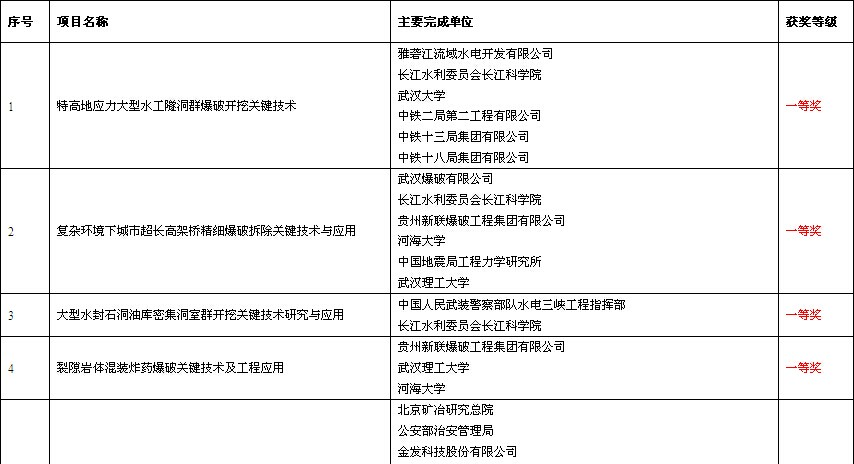 序号 项目名称 主要完成单位 获奖等级
1 特高地应力大型水工隧洞群爆破开挖关键技术 雅砻江流域水电开发有限公司
长江水利委员会长江科学院
武汉大学
中铁二局第二工程有限公司
中铁十三局集团有限公司
中铁十八局集团有限公司
一等奖
2 复杂环境下城市超长高架桥精细爆破拆除关键技术与应用 武汉爆破有限公司
长江水利委员会长江科学院
贵州新联爆破工程集团有限公司
河海大学
中国地震局工程力学研究所
武汉理工大学
一等奖
3 大型水封石洞油库密集洞室群开挖关键技术研究与应用 中国人民武装警察部队水电三峡工程指挥部
长江水利委员会长江科学院
一等奖
4 裂隙岩体混装炸药爆破关键技术及工程应用 贵州新联爆破工程集团有限公司
武汉理工大学
河海大学
一等奖
北京矿冶研究总院
公安部治安管理局
金发科技股份有限公司